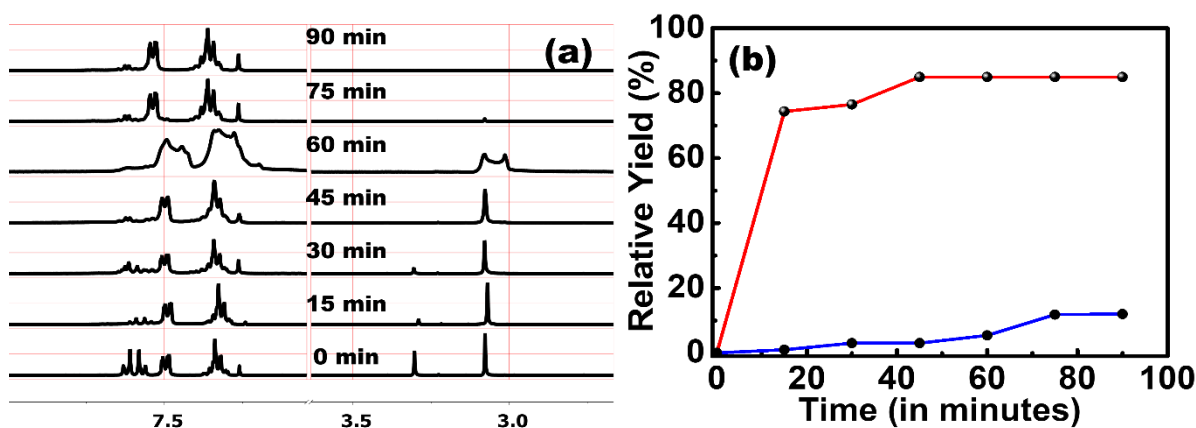 90 min
(a)
75 min
60 min
45 min
30 min
15 min
0 min
7.5 3.5 3.0
(b)
Relative Yield (%)
100
80
60
40
20
0
0 20 40 60 80 100
Time (in minutes)